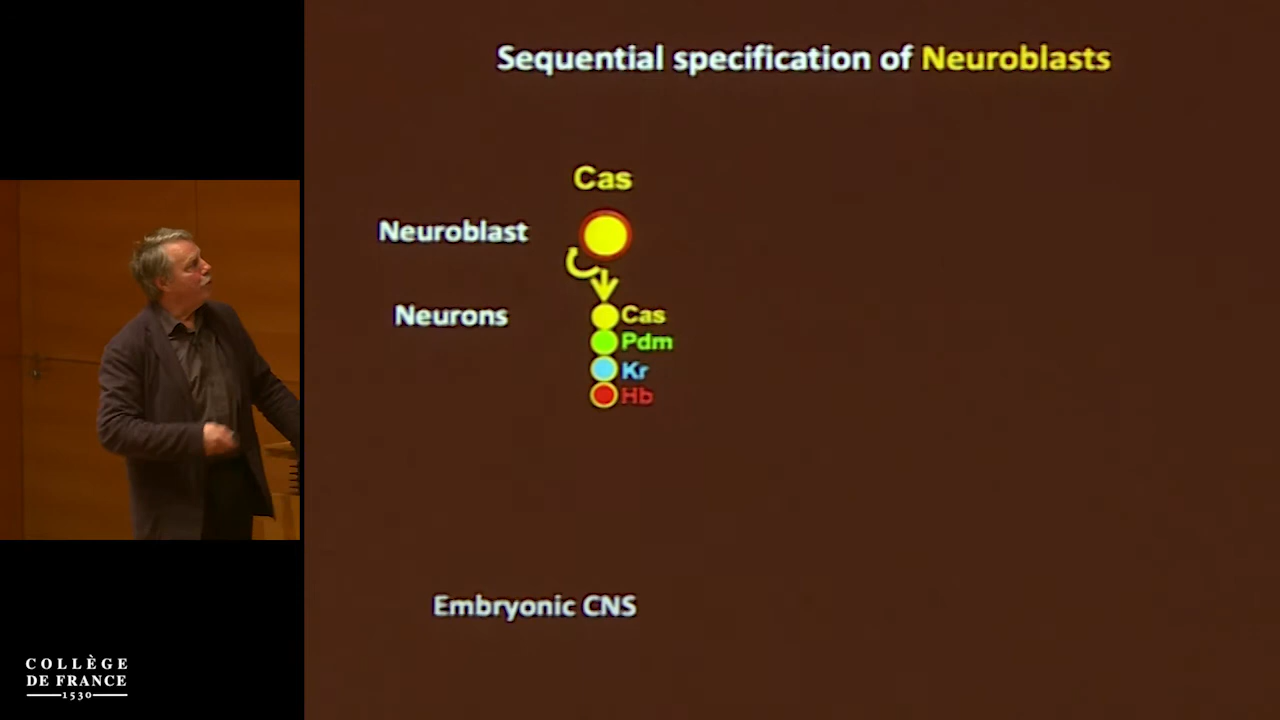 Sequential specification of Neuroblasts
Cas
Neuroblast
Neurons
Cas
Pdm
Kr
Hb
Embryonic CNS
COLLÈGE
DE FRANCE
1530